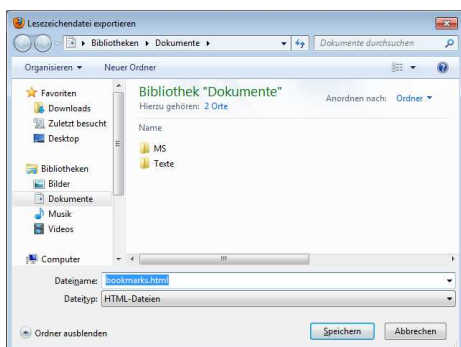 Lesezeichendatei exportieren
Bibliotheken Dokumente
Dokumente durchsuchen
Organisieren Neuer Ordner
Favoriten
Downloads
Zuletzt besucht
Desktop
Bibliotheken
Bilder
Dokumente
Musik
Videos
Computer
Bibliothek "Dokumente"
Hierzu gehören: 2 Orte
Anordnen nach: Ordner
Name
MS
Texte
Dateiname: bookmarks.html
Dateityp: HTML-Dateien
Ordner ausblenden
Speichern Abbrechen